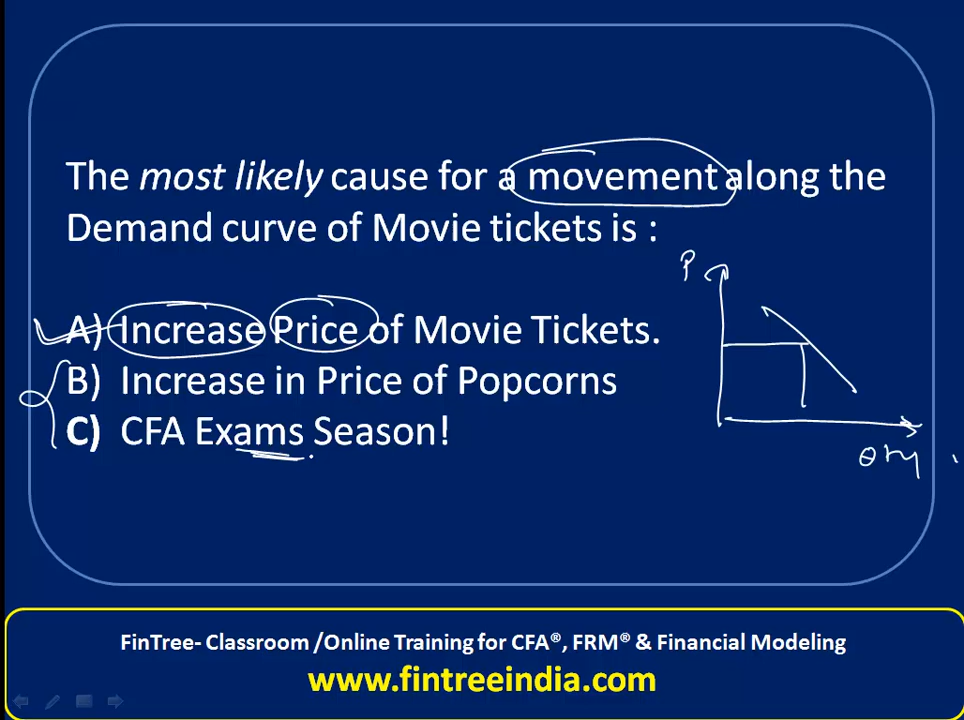 The most likely cause for a movement along the
Demand curve of Movie tickets is :
P
A) Increase Price of Movie Tickets.
B) Increase in Price of Popcorns
C) CFA Exams Season!
Qty
FinTree- Classroom /Online Training for CFA®, FRM® & Financial Modeling
www.fintreeindia.com